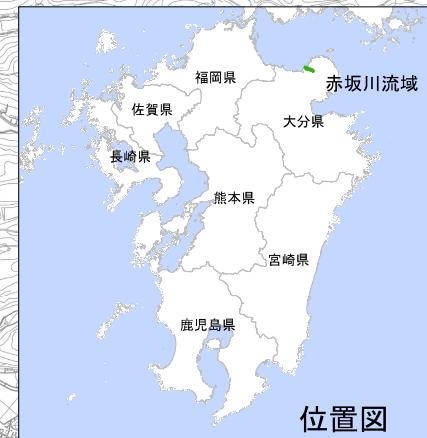 福岡県
赤坂川流域
佐賀県
大分県
長崎県
熊本県
宮崎県
鹿児島県
位置図